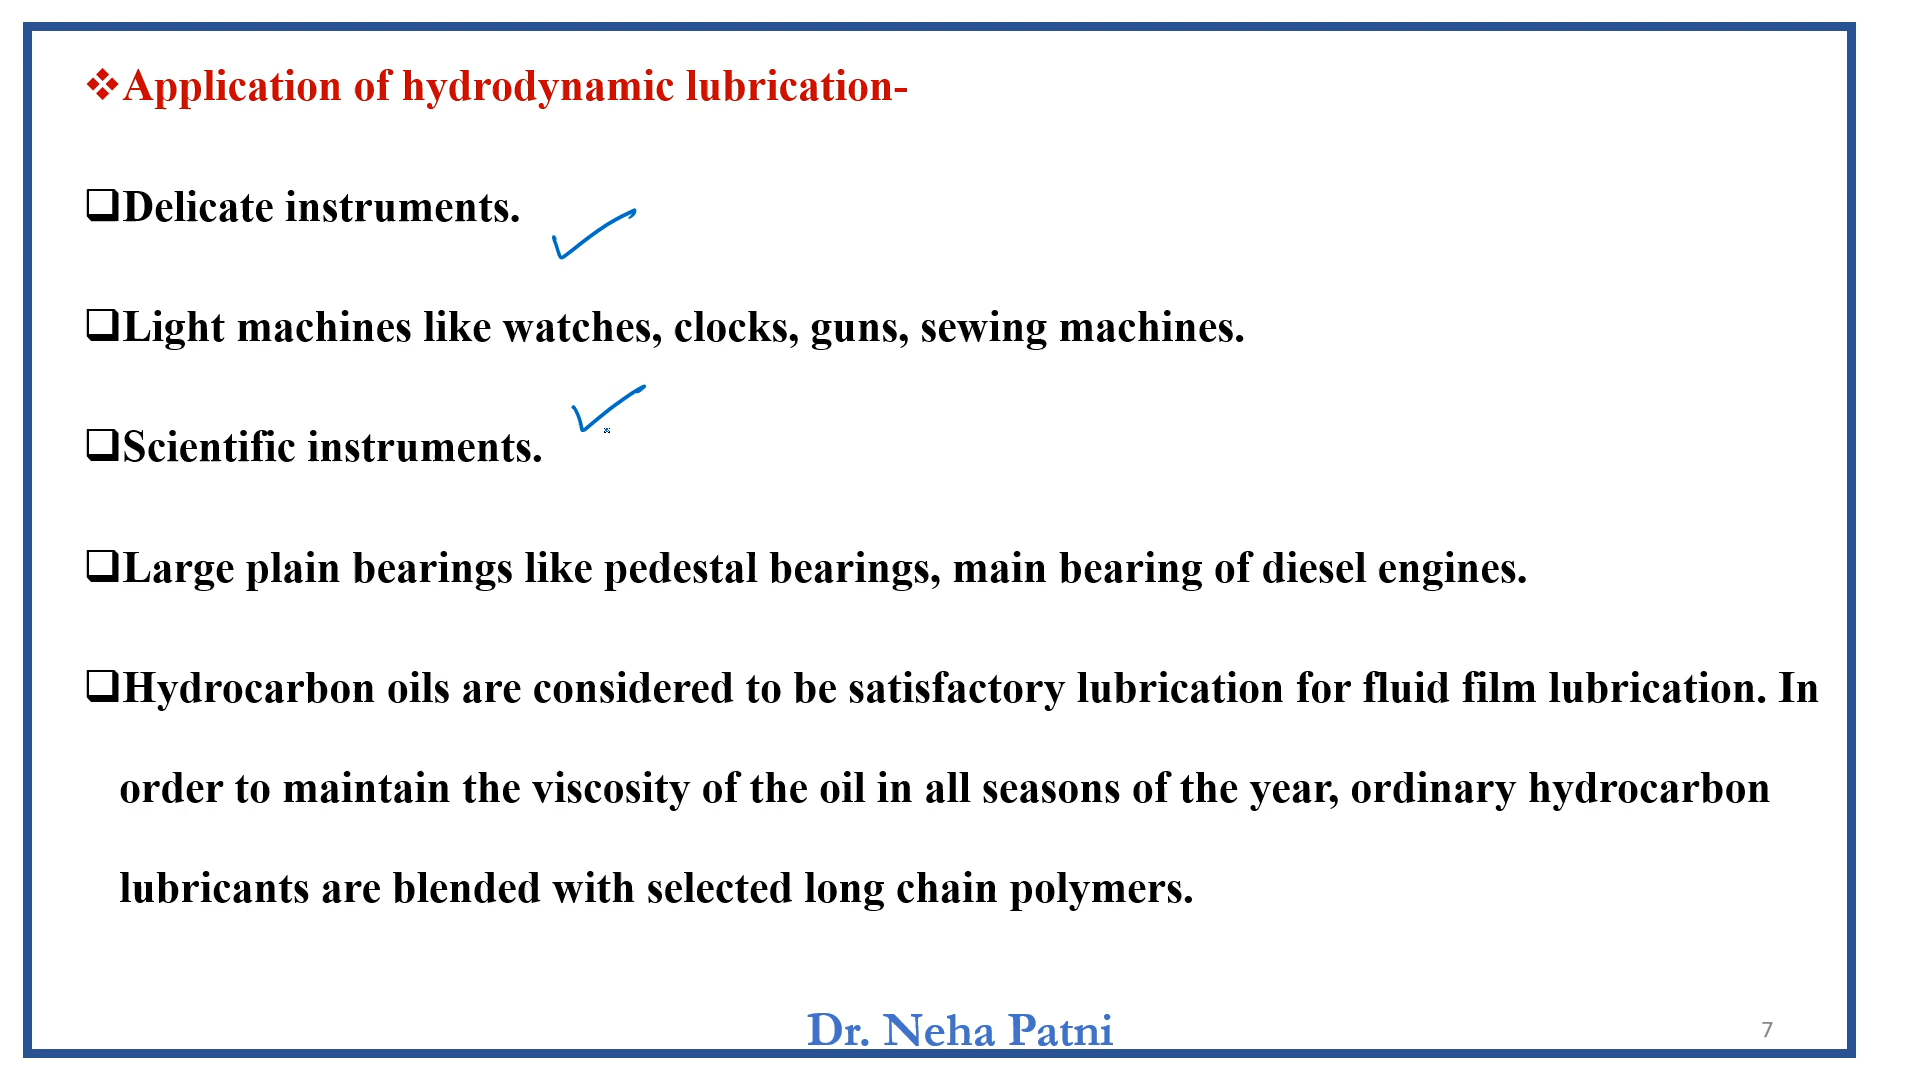 ❖Application of hydrodynamic lubrication-
❑Delicate instruments.
❑Light machines like watches, clocks, guns, sewing machines.
❑Scientific instruments.
❑Large plain bearings like pedestal bearings, main bearing of diesel engines.
❑Hydrocarbon oils are considered to be satisfactory lubrication for fluid film lubrication. In
order to maintain the viscosity of the oil in all seasons of the year, ordinary hydrocarbon
lubricants are blended with selected long chain polymers.
Dr. Neha Patni
7